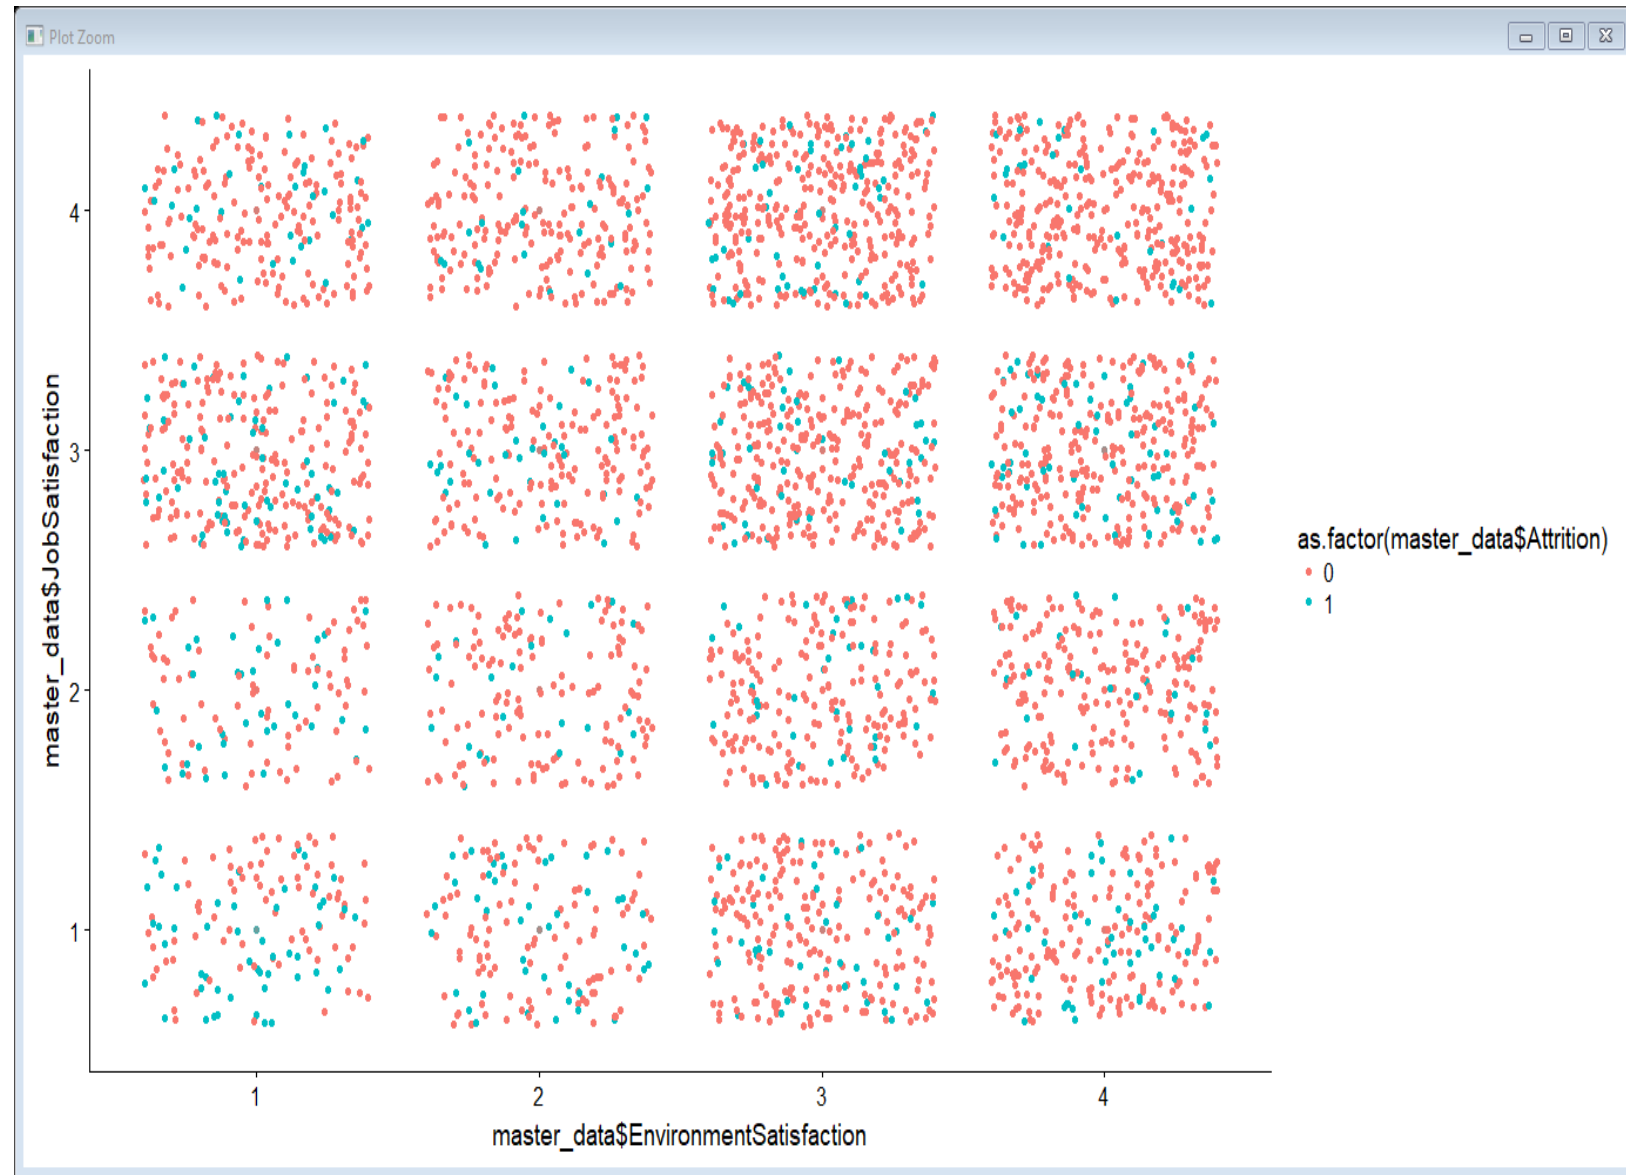 Plot Zoom
master_data$JobSatisfaction
4
3
2
1
1 2 3 4
master_data$EnvironmentSatisfaction
as.factor(master_data$Attrition)
0
1